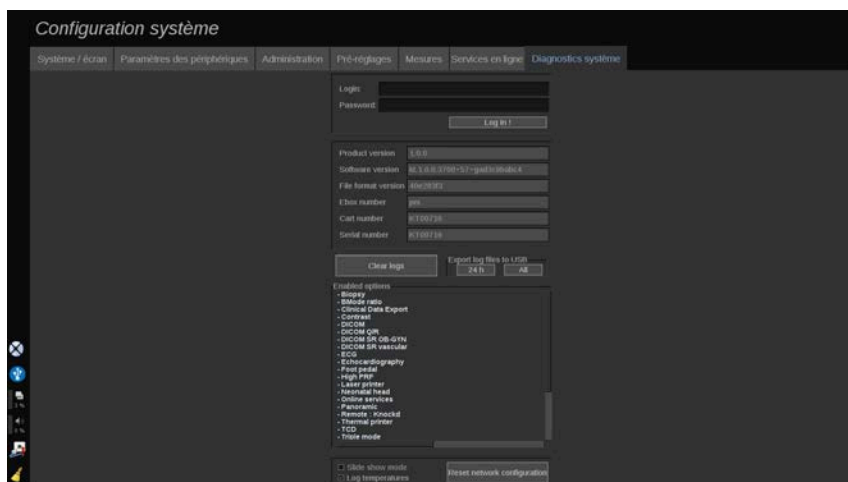 Configuration système
Système / écran Paramètres des périphériques Administration Pré-réglages Mesures Services en ligne Diagnostics système
Login:
Password:
Log in !
Product version 1.0.0
Software version
File format version
Ebox number
Cart number KT00716
Serial number KT00716
Clear logs
Export log files to USB
24 h All
Enabled options
- Biopsy
- BMode ratio
- Clinical Data Export
- Contrast
- DICOM
- DICOM Q/R
- DICOM SR OB-GYN
- DICOM SR vascular
- ECG
- Echocardiography
- Foot pedal
- High PRF
- Laser printer
- Neonatal head
- Online services
- Panoramic
- Remote : Knockd
- Thermal printer
- TCD
- Triple mode
Slide show mode
Log temperatures
Reset network configuration